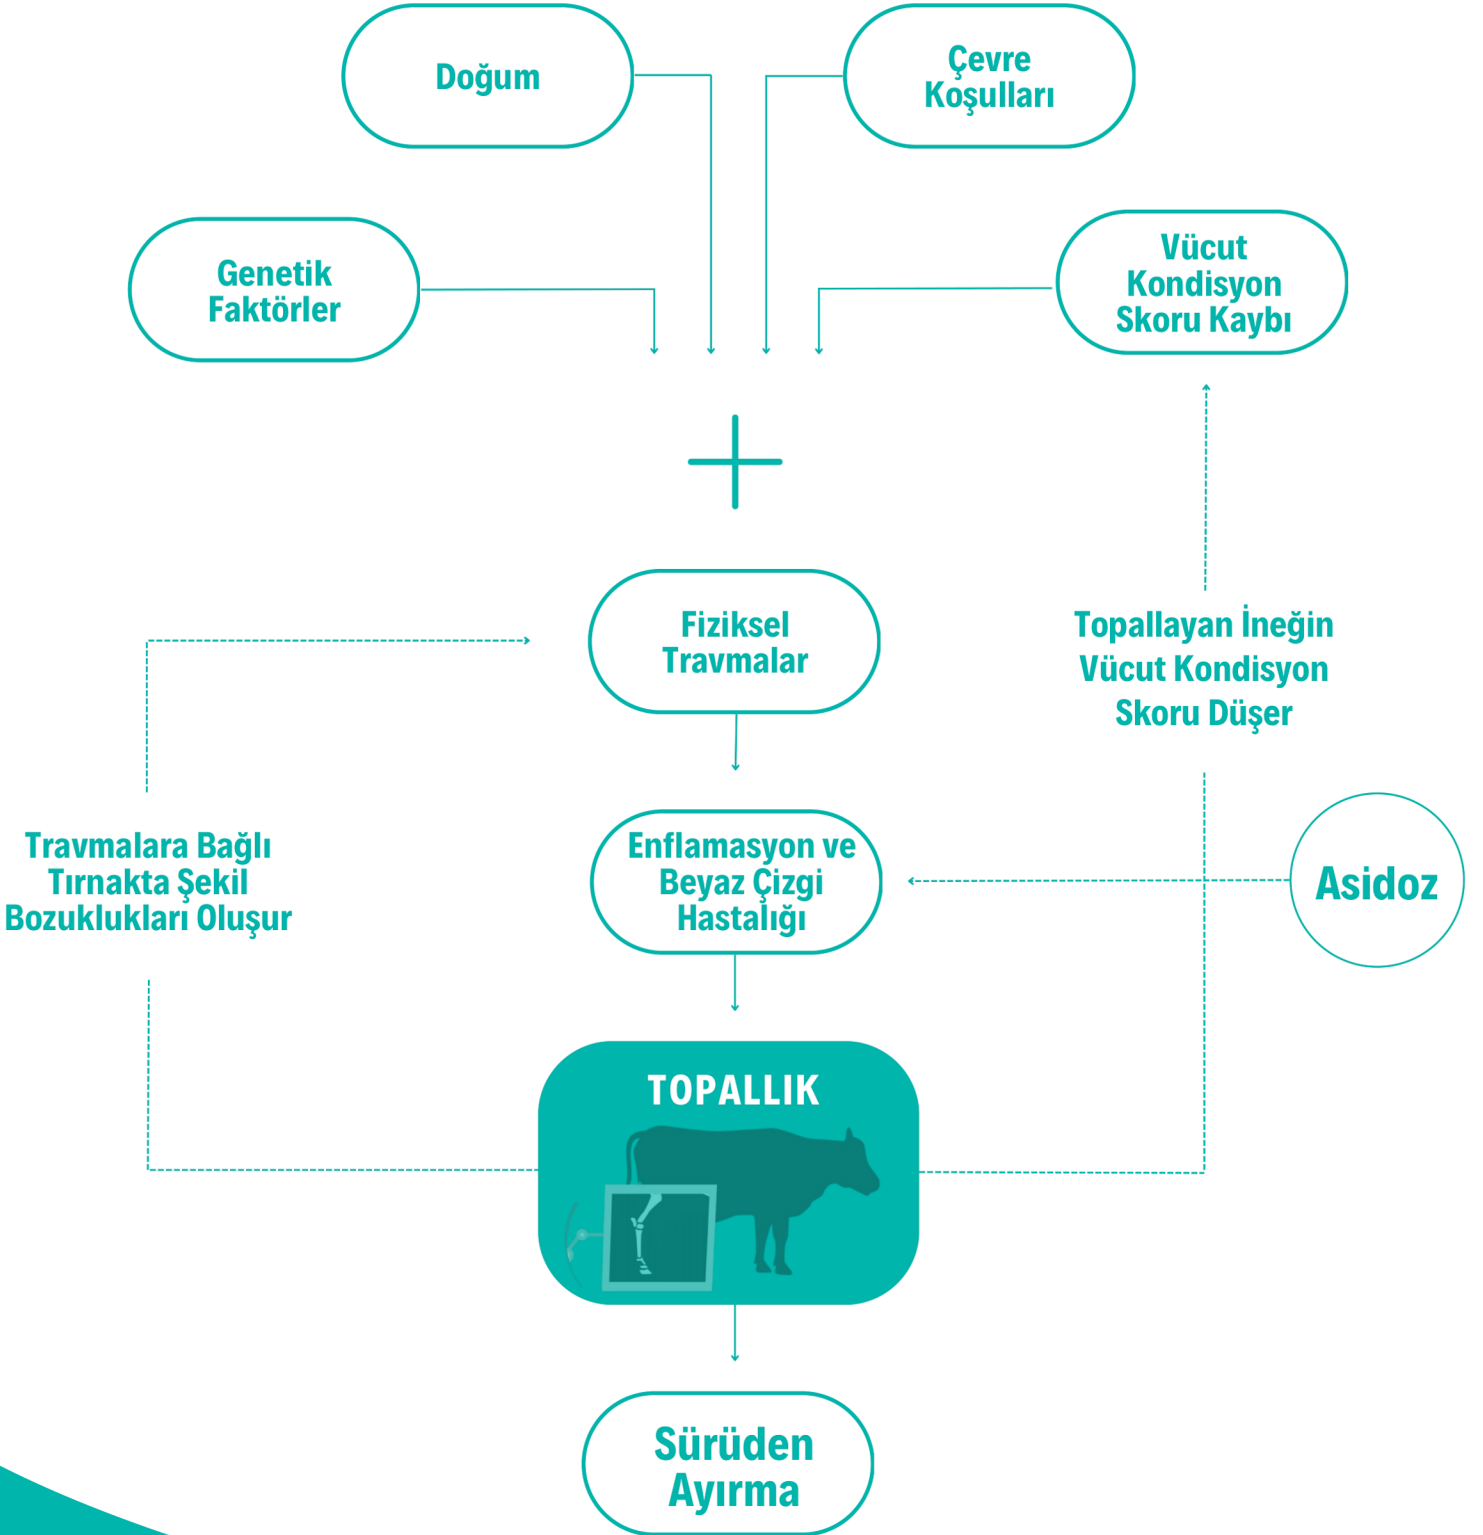 Doğum
Çevre
Koşulları
Genetik
Faktörler
Vücut
Kondisyon
Skoru Kaybı
Fiziksel
Travmalar
Topallayan İneğin
Vücut Kondisyon
Skoru Düşer
Travmalara Bağlı
Tırnakta Şekil
Bozuklukları Oluşur
Enflamasyon ve
Beyaz Çizgi
Hastalığı
Asidoz
TOPALLIK
Sürüden
Ayırma